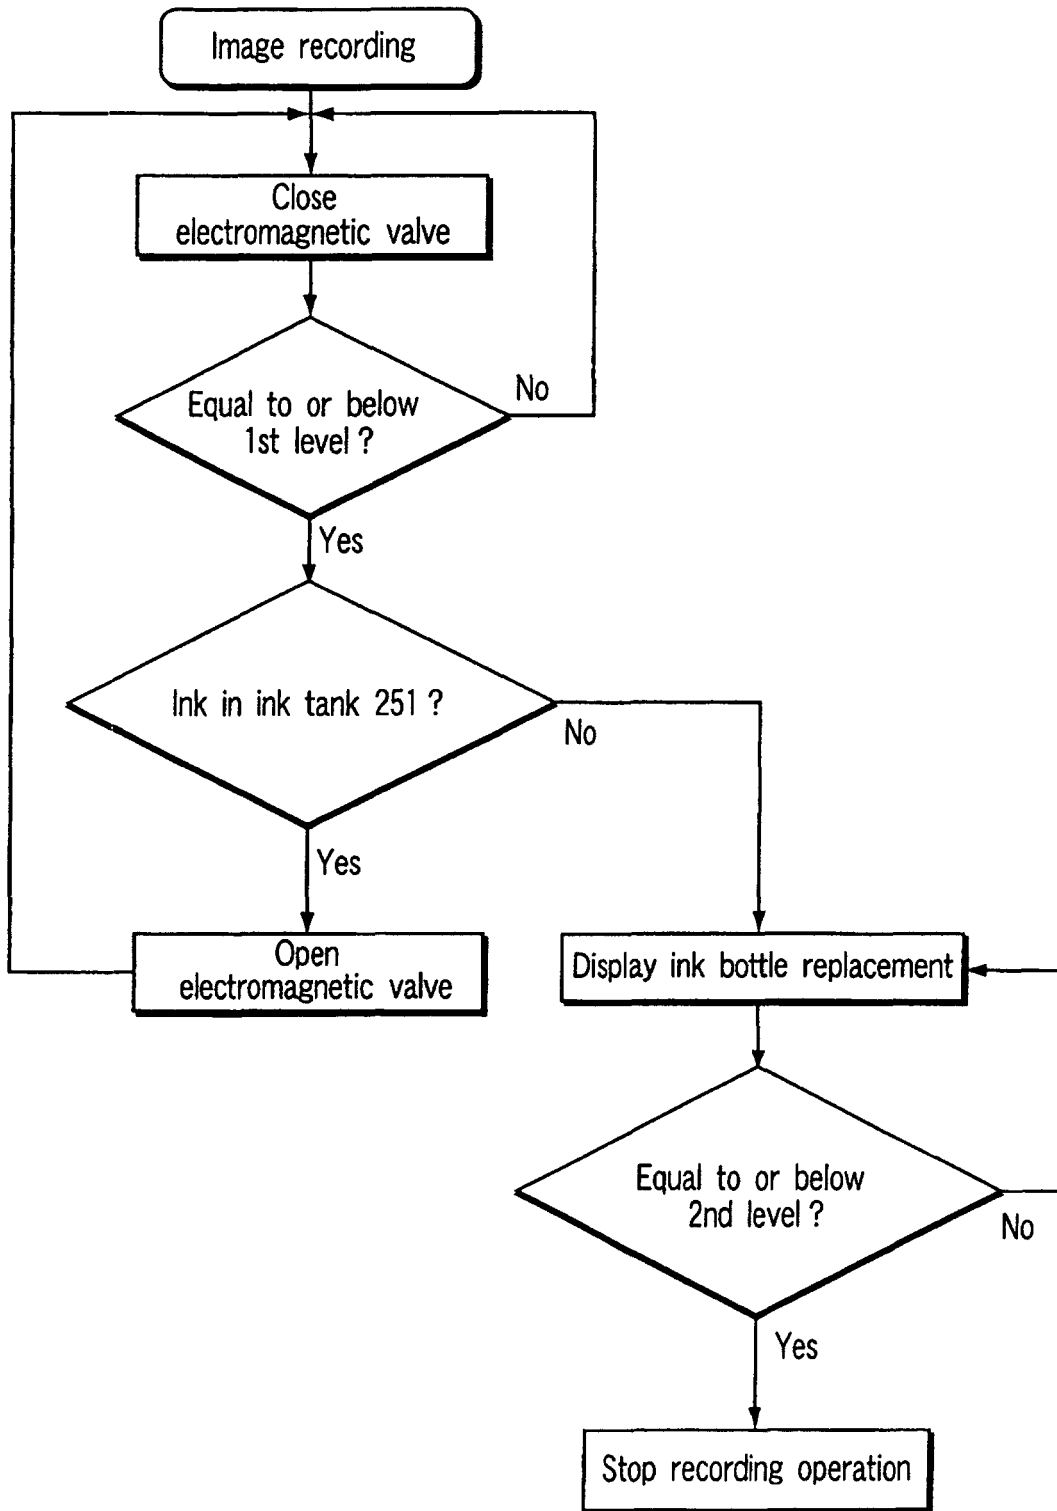 Image recording
Close
electromagnetic valve
Equal to or below
1st level ?
No
Yes
Ink in ink tank 251 ?
No
Yes
Open
electromagnetic valve
Display ink bottle replacement
Equal to or below
2nd level ?
No
Yes
Stop recording operation